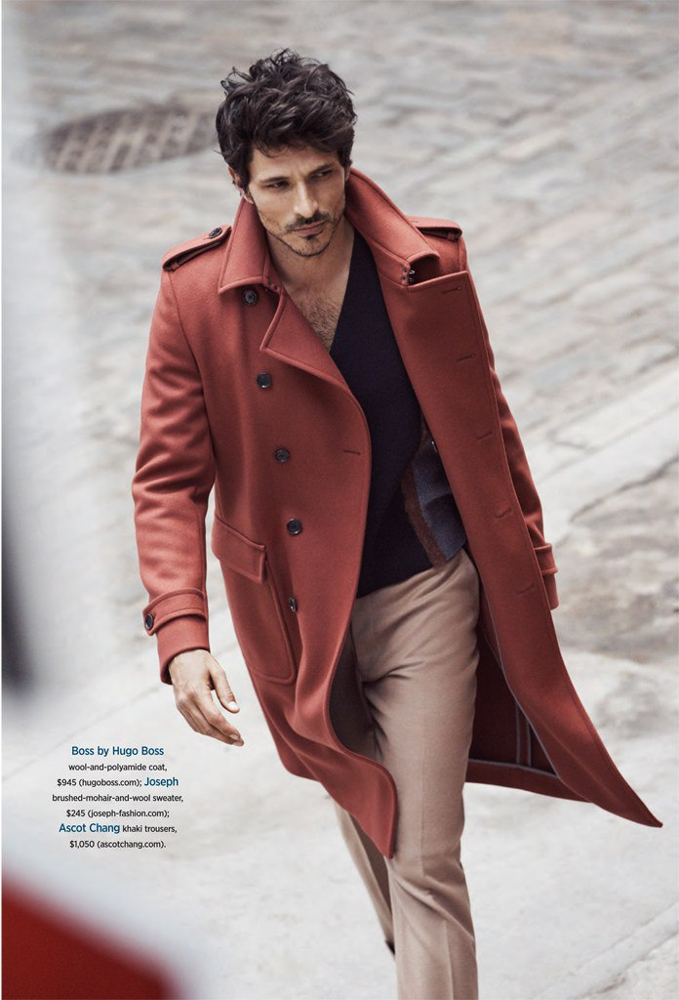 Boss by Hugo Boss
wool-and-polyamide coat,
$945 (hugoboss.com); Joseph
brushed-mohair-and-wool sweater,
$245 (joseph-fashion.com);
Ascot Chang khaki trousers,
$1,050 (ascotchang.com).